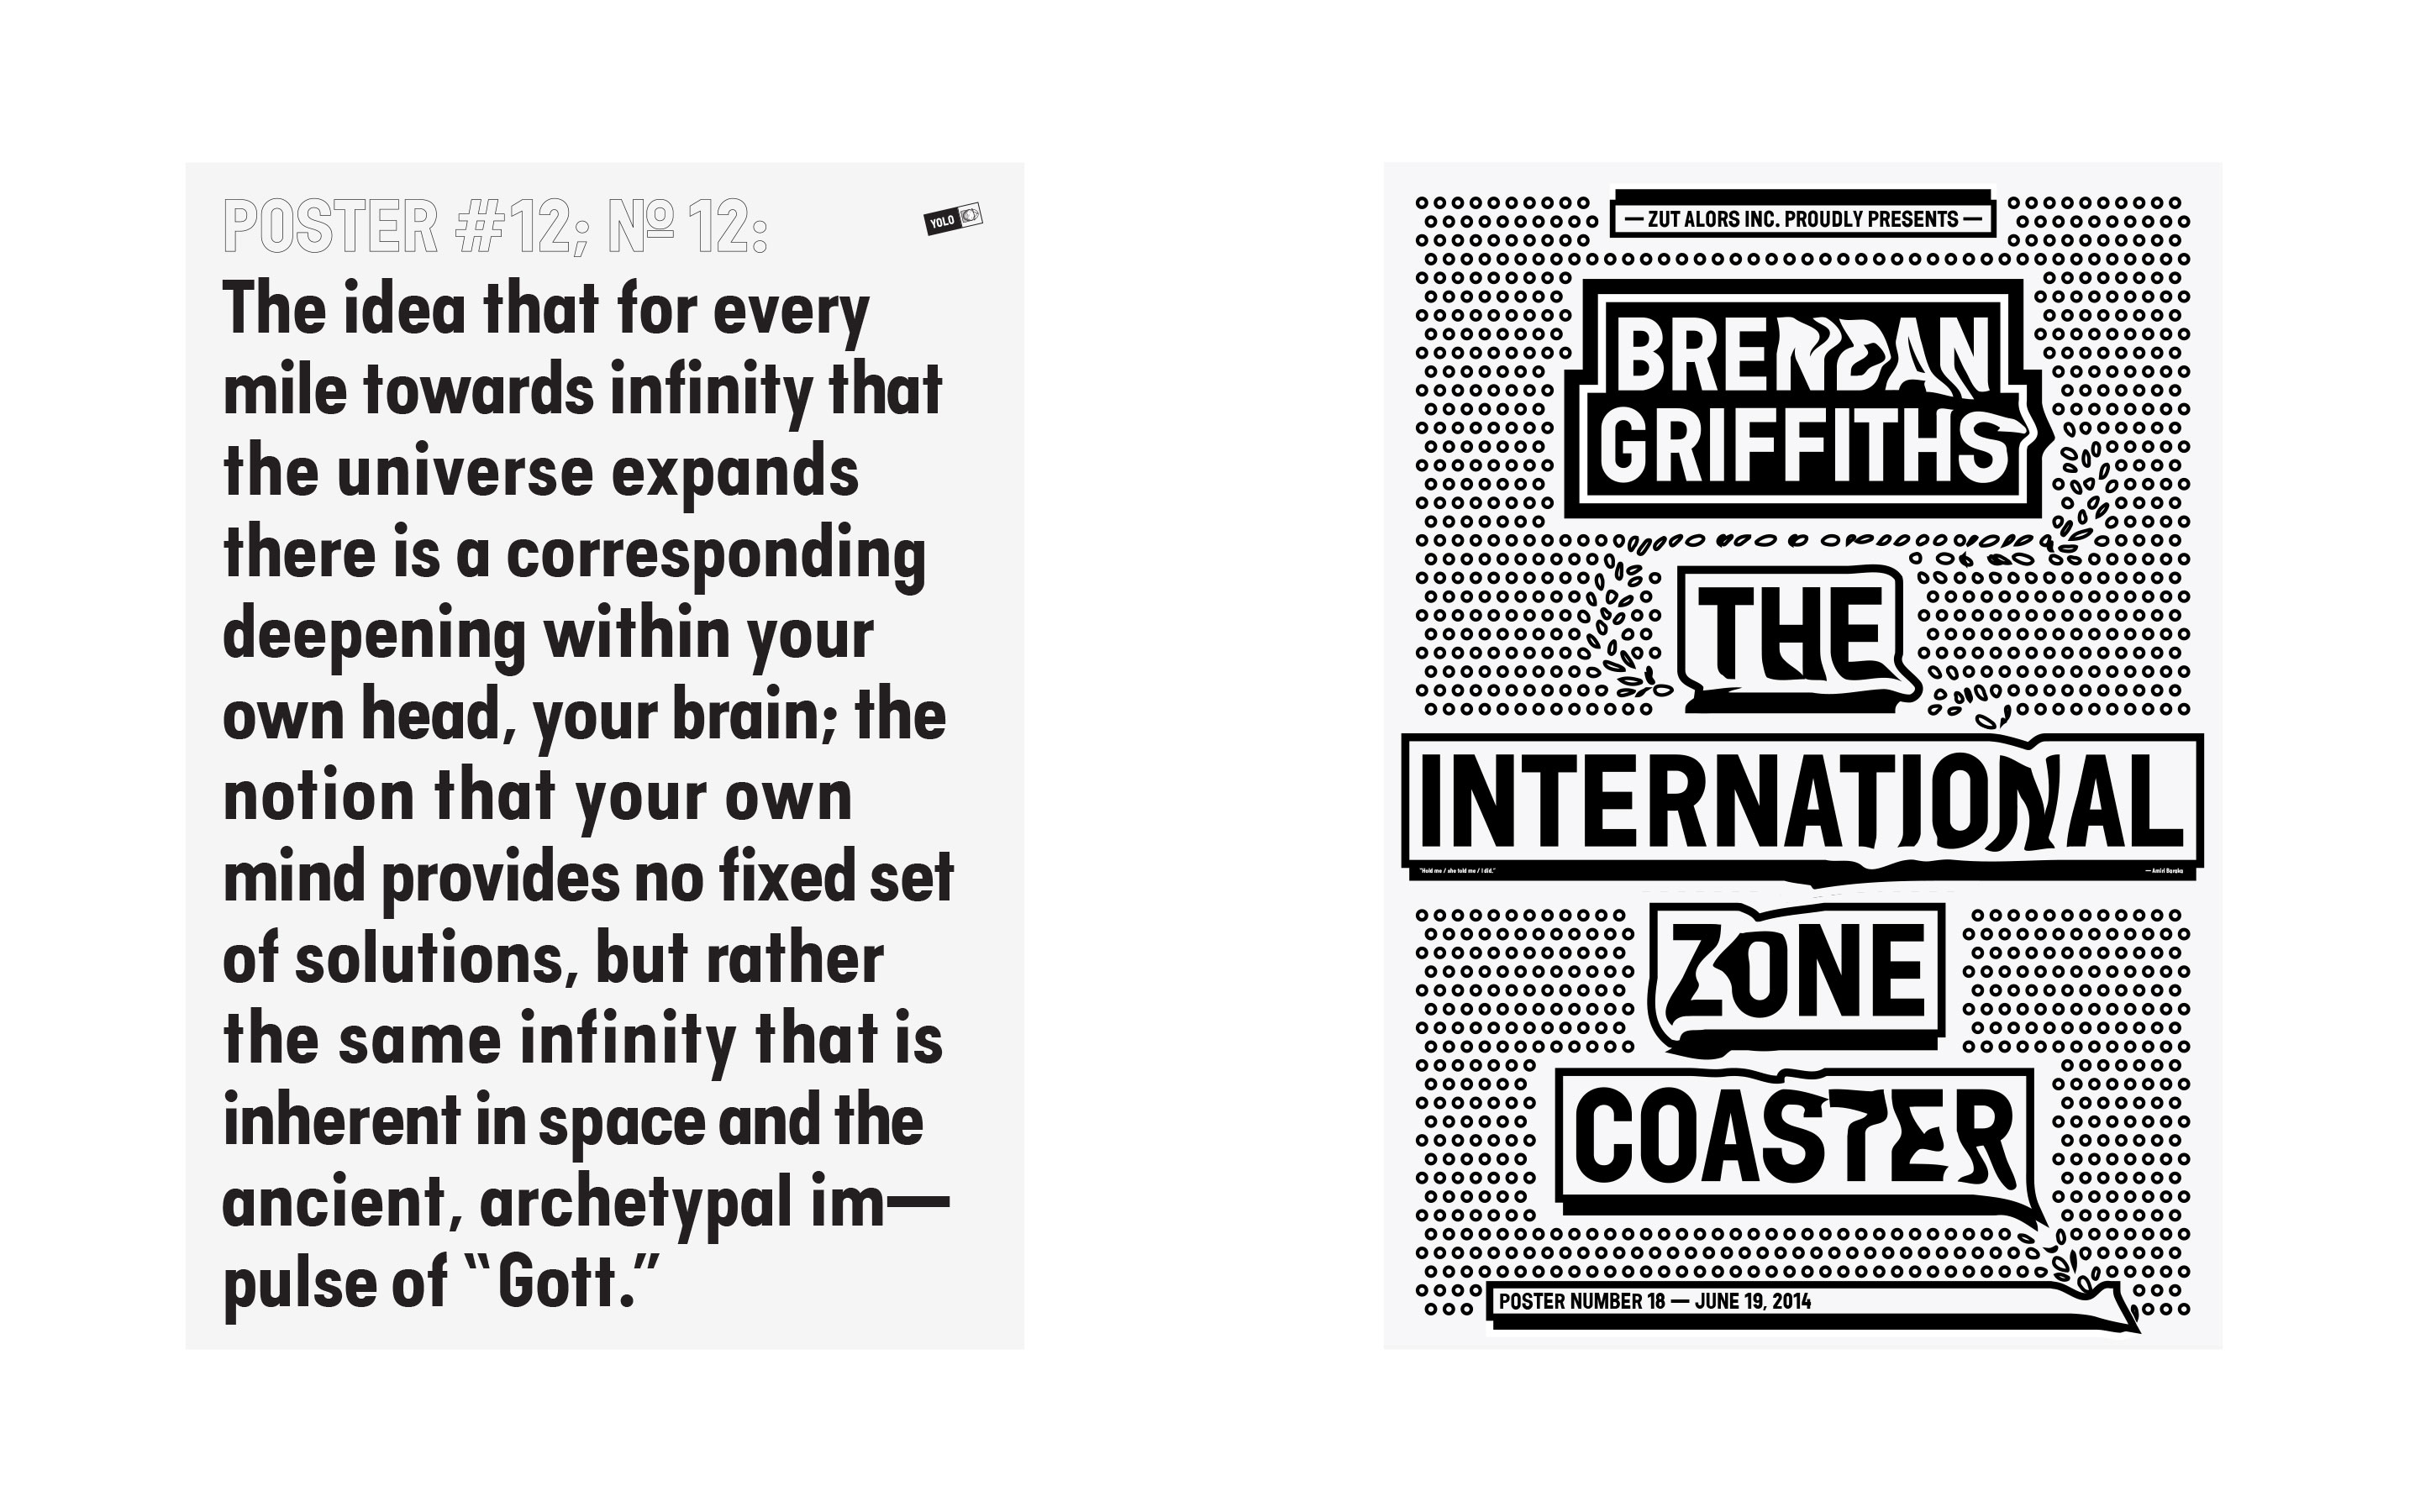 POSTER #12; Nº 12:
YOLO
The idea that for every
mile towards infinity that
the universe expands
there is a corresponding
deepening within your
own head, your brain; the
notion that your own
mind provides no fixed set
of solutions, but rather
the same infinity that is
inherent in space and the
ancient, archetypal im—
pulse of “Gott.”
— ZUT ALORS INC. PROUDLY PRESENTS —
BRENDAN
GRIFFITHS
THE
INTERNATIONAL
"Hold me / she told me / I did."
— Amiri Baraka
ZONE
COASTER
POSTER NUMBER 18 — JUNE 19, 2014